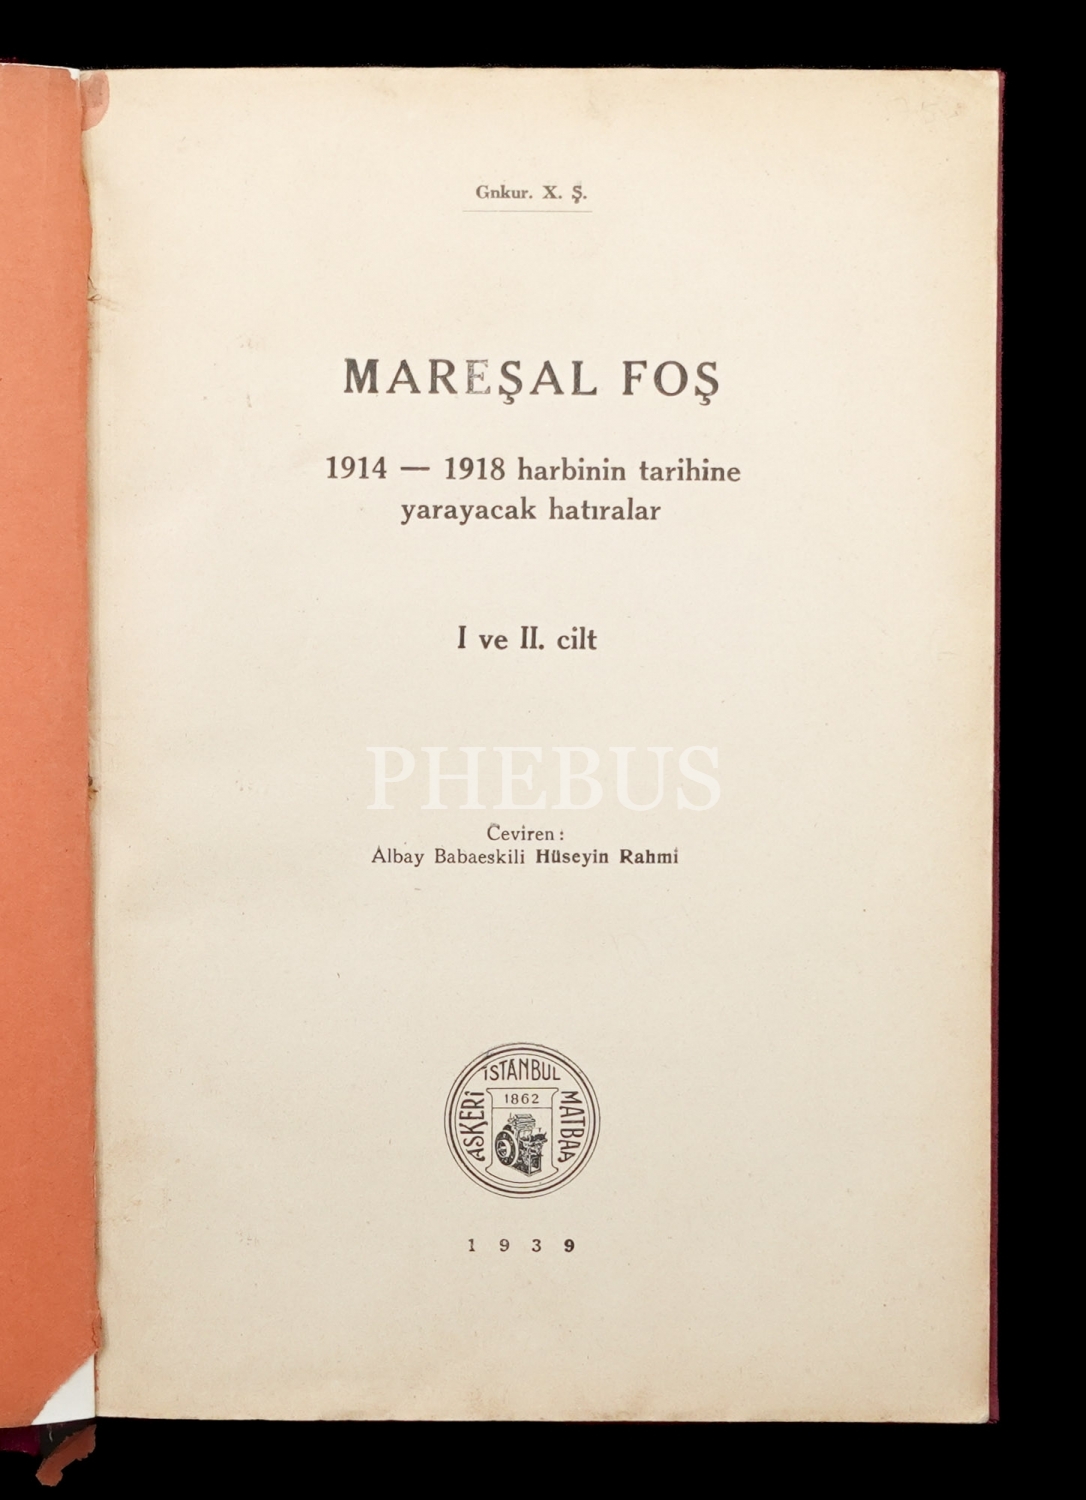 Gnkur. X. Ş.
MAREŞAL FOŞ
1914 — 1918 harbinin tarihine
yarayacak hatıralar
I ve II. cilt
PHEBUS
Çeviren :
Albay Babaeskili Hüseyin Rahmi
ASKERİ İSTANBUL MATBAA
1862
1939